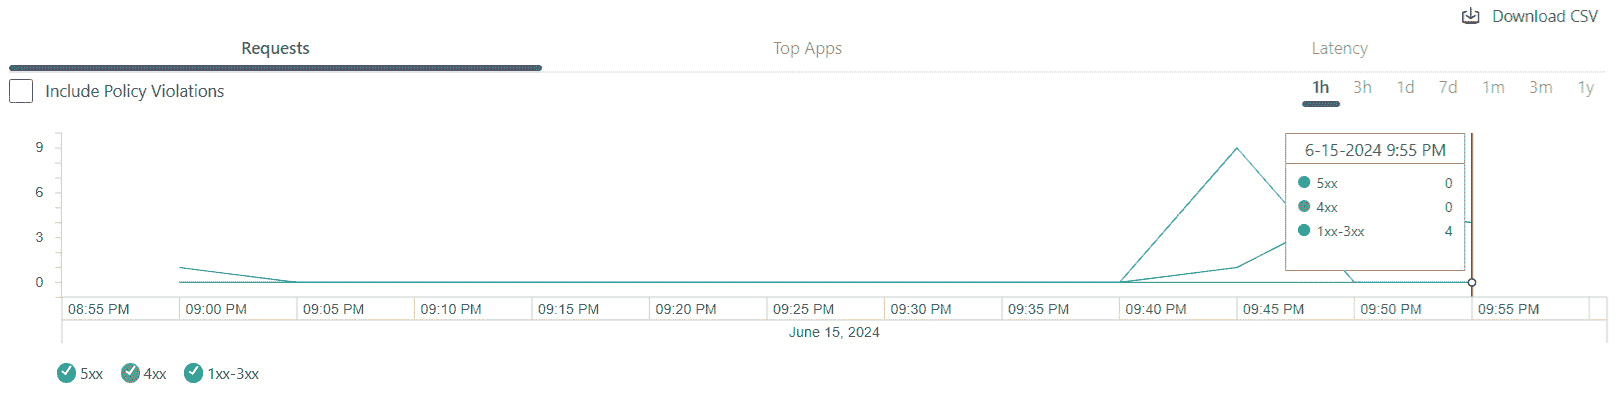 Download CSV
Requests Top Apps Latency
Include Policy Violations 1h 3h 1d 7d 1m 3m 1y
9
6
3
0
6-15-2024 9:55 PM
5xx 0
4xx 0
1xx-3xx 4
08:55 PM 09:00 PM 09:05 PM 09:10 PM 09:15 PM 09:20 PM 09:25 PM 09:30 PM 09:35 PM 09:40 PM 09:45 PM 09:50 PM 09:55 PM
June 15, 2024
5xx 4xx 1xx-3xx